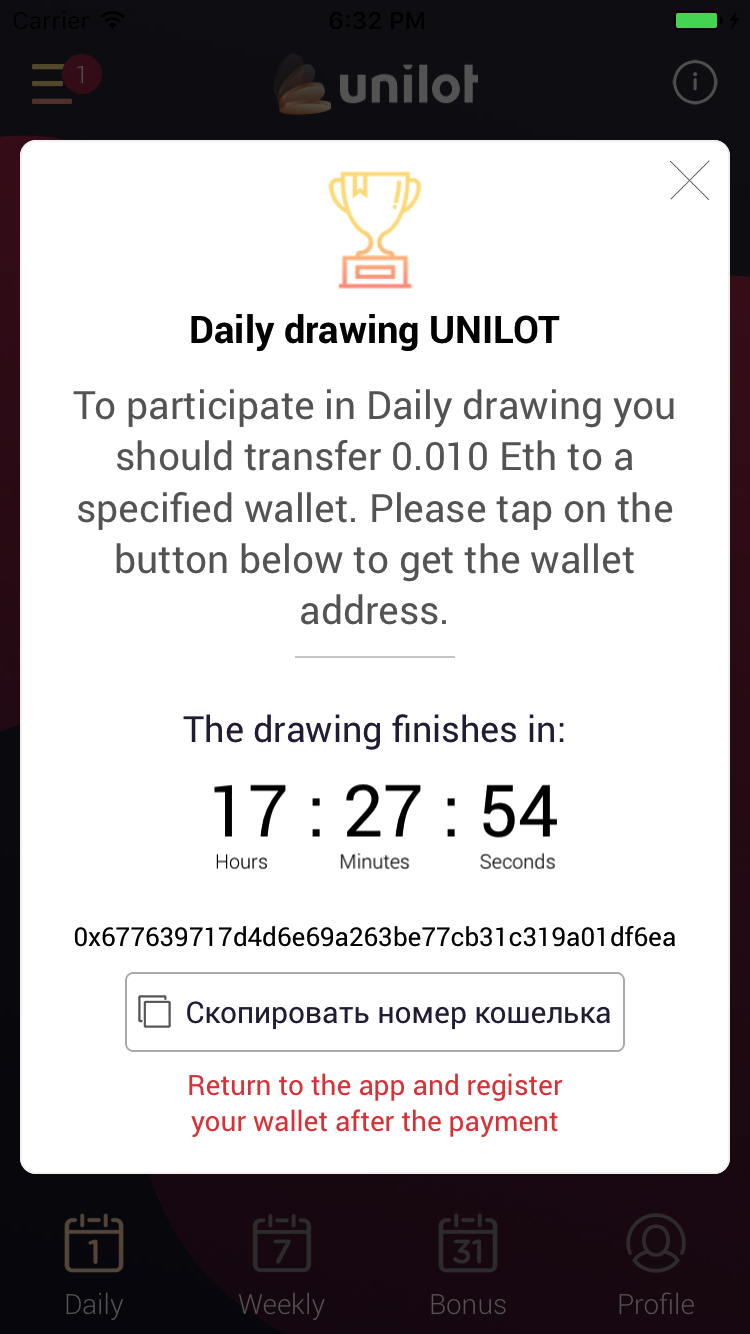 Carrier 6:32 PM
1
unilot
i
Daily drawing UNILOT
To participate in Daily drawing you
should transfer 0.010 Eth to a
specified wallet. Please tap on the
button below to get the wallet
address.
The drawing finishes in:
17 : 27 : 54
Hours Minutes Seconds
0x677639717d4d6e69a263be77cb31c319a01df6ea
Скопировать номер кошелька
Return to the app and register
your wallet after the payment
1 7 31
Daily Weekly Bonus Profile